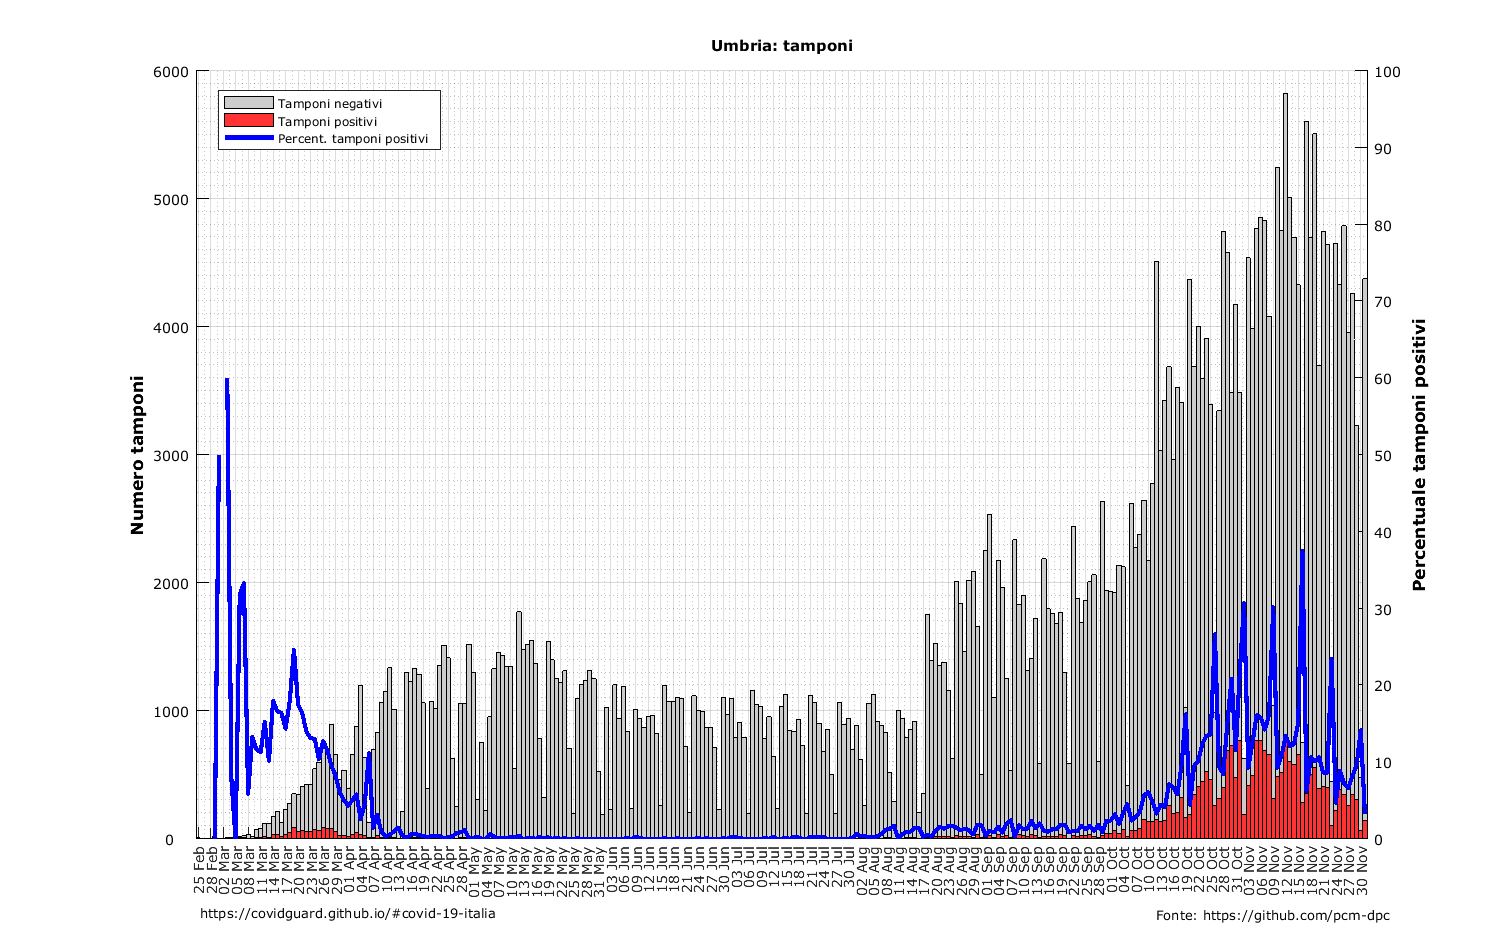 Umbria: tamponi
6000
5000
4000
3000
2000
1000
0
Numero tamponi
Tamponi negativi
Tamponi positivi
Percent. tamponi positivi
100
90
80
70
60
50
40
30
20
10
0
Percentuale tamponi positivi
25 Feb
28 Feb
02 Mar
05 Mar
08 Mar
11 Mar
14 Mar
17 Mar
20 Mar
23 Mar
26 Mar
29 Mar
01 Apr
04 Apr
07 Apr
10 Apr
13 Apr
16 Apr
19 Apr
22 Apr
25 Apr
28 Apr
01 May
04 May
07 May
10 May
13 May
16 May
19 May
22 May
25 May
28 May
31 May
03 Jun
06 Jun
09 Jun
12 Jun
15 Jun
18 Jun
21 Jun
24 Jun
27 Jun
30 Jun
03 Jul
06 Jul
09 Jul
12 Jul
15 Jul
18 Jul
21 Jul
24 Jul
27 Jul
30 Jul
02 Aug
05 Aug
08 Aug
11 Aug
14 Aug
17 Aug
20 Aug
23 Aug
26 Aug
29 Aug
01 Sep
04 Sep
07 Sep
10 Sep
13 Sep
16 Sep
19 Sep
22 Sep
25 Sep
28 Sep
01 Oct
04 Oct
07 Oct
10 Oct
13 Oct
16 Oct
19 Oct
22 Oct
25 Oct
28 Oct
31 Oct
03 Nov
06 Nov
09 Nov
12 Nov
15 Nov
18 Nov
21 Nov
24 Nov
27 Nov
30 Nov
https://covidguard.github.io/#covid-19-italia
Fonte: https://github.com/pcm-dpc